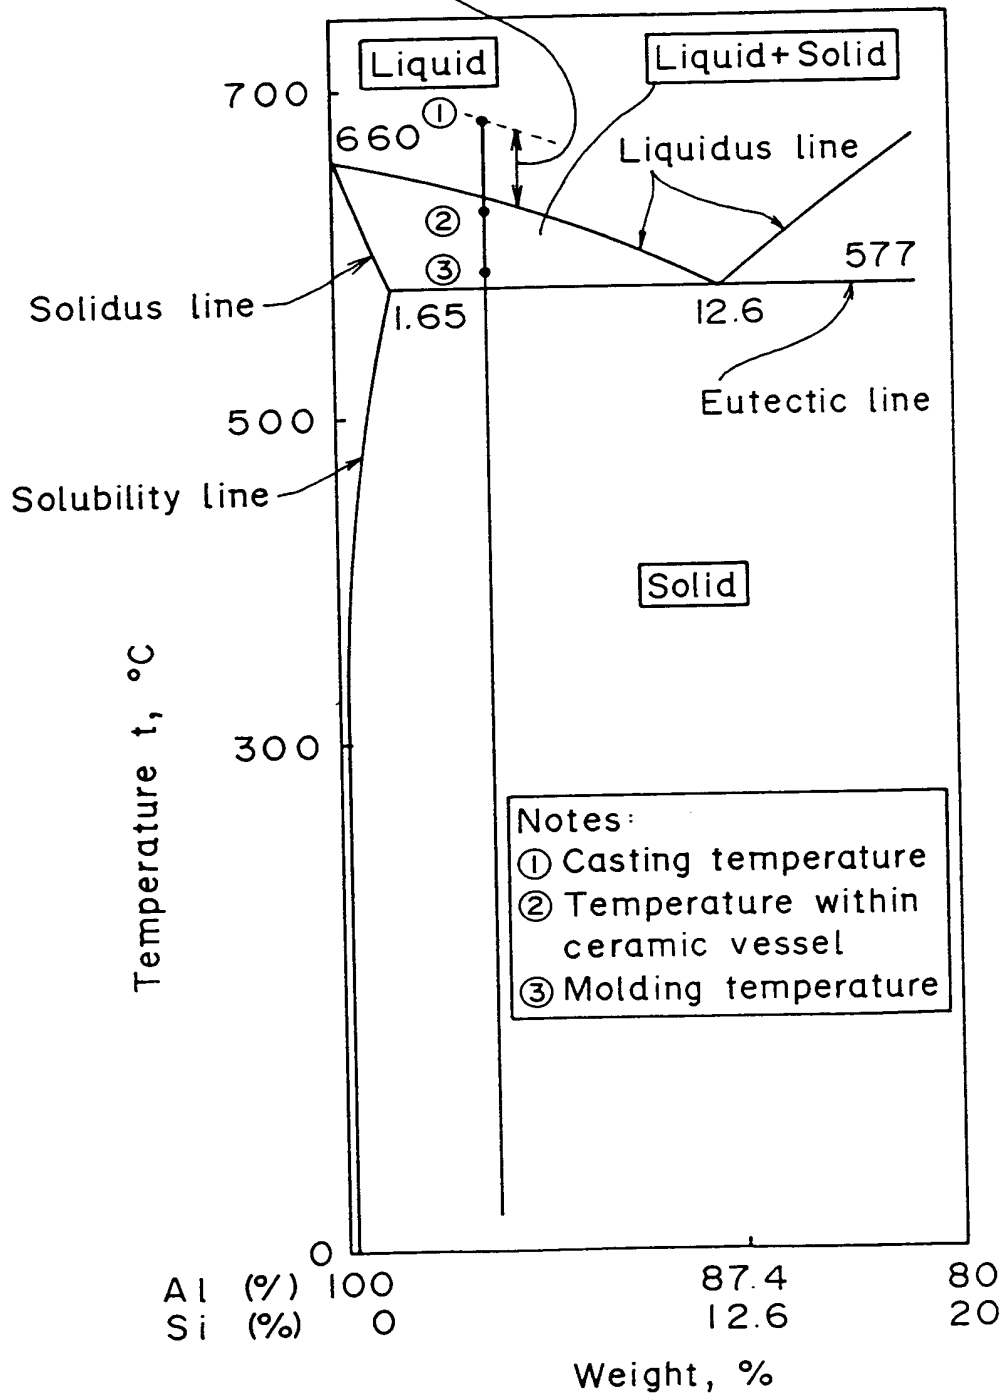 Liquid
Liquid+Solid
700
①
660
Liquidus line
②
577
③
Solidus line
1.65
12.6
Eutectic line
500
Solubility line
Solid
Temperature t, °C
300
Notes:
① Casting temperature
② Temperature within
ceramic vessel
③ Molding temperature
0
Al (%) 100 87.4 80
Si (%) 0 12.6 20
Weight, %